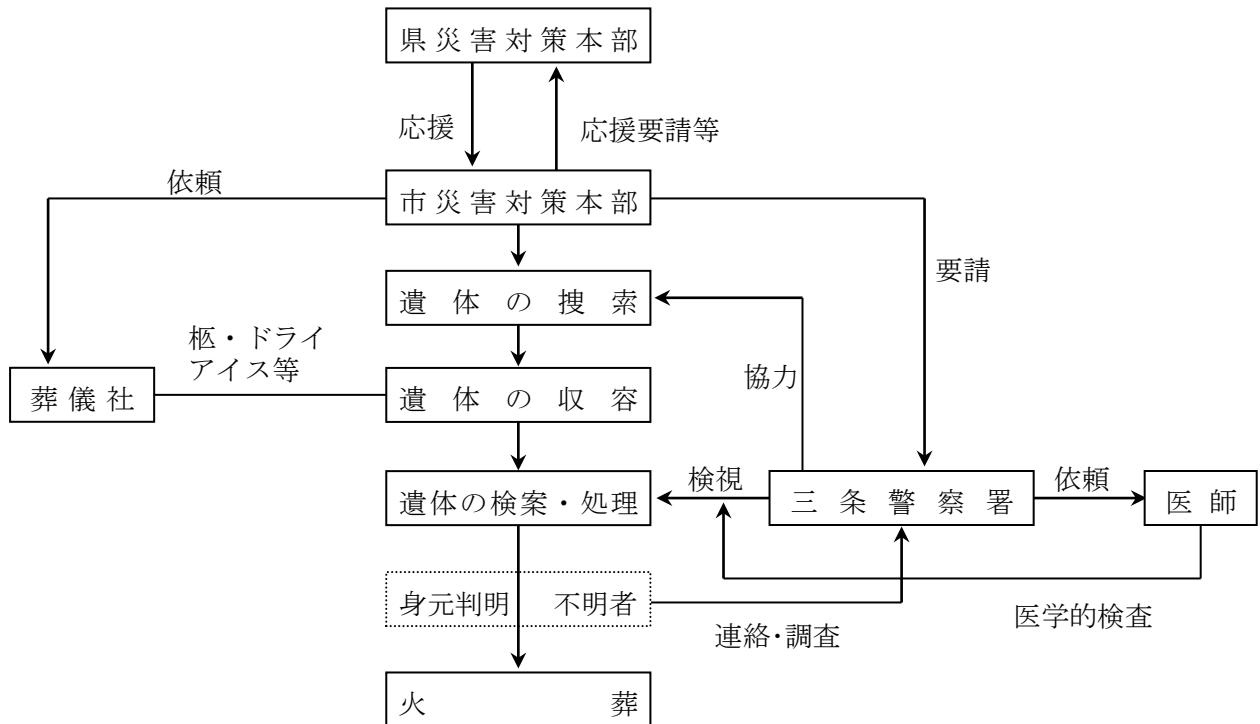 県災害対策本部
応援
応援要請等
依頼
市災害対策本部
要請
遺体の捜索
柩・ドライ
アイス等
協力
葬儀社
遺体の収容
検視
依頼
遺体の検案・処理
三条警察署
医師
身元判明 不明者
連絡・調査
医学的検査
火葬